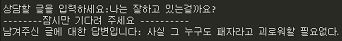 상담할 글을 입력하세요:나는 잘하고 있는걸까요?
--------잠시만 기다려 주세요 ----------
남겨주신 글에 대한 답변입니다: 사실 그 누구도 패자라고 괴로워할 필요없다.